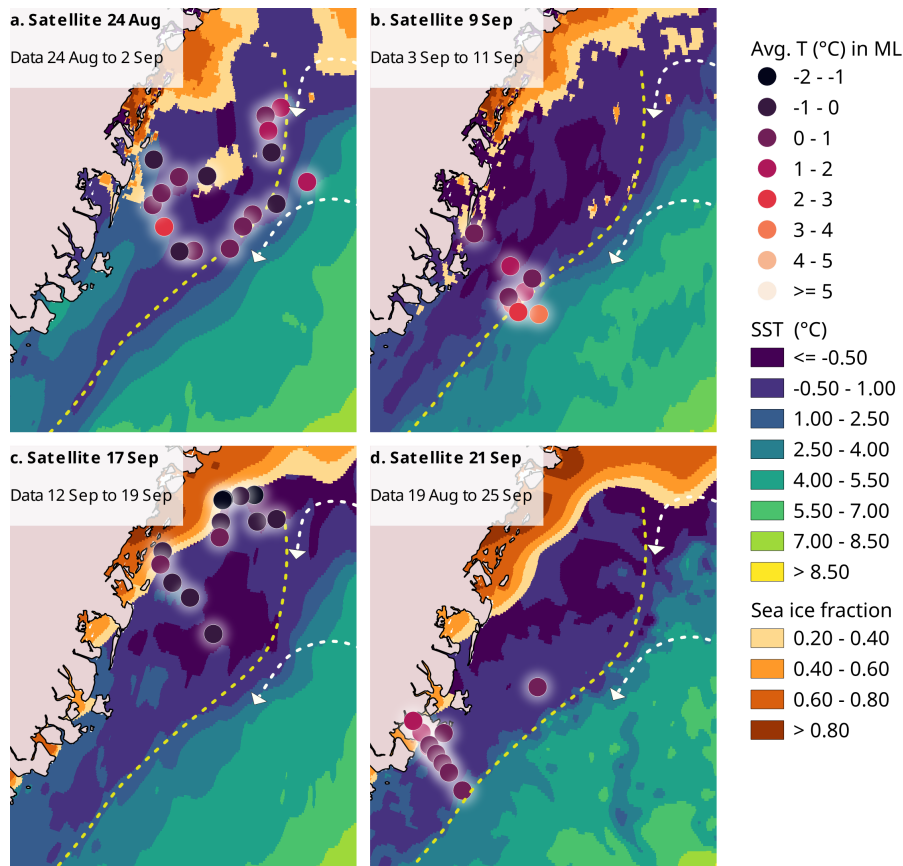 a. Satellite 24 Aug
Data 24 Aug to 2 Sep
b. Satellite 9 Sep
Data 3 Sep to 11 Sep
c. Satellite 17 Sep
Data 12 Sep to 19 Sep
d. Satellite 21 Sep
Data 19 Aug to 25 Sep
Avg. T (°C) in ML
-2 - -1
-1 - 0
0 - 1
1 - 2
2 - 3
3 - 4
4 - 5
>= 5
SST (°C)
<= -0.50
-0.50 - 1.00
1.00 - 2.50
2.50 - 4.00
4.00 - 5.50
5.50 - 7.00
7.00 - 8.50
> 8.50
Sea ice fraction
0.20 - 0.40
0.40 - 0.60
0.60 - 0.80
> 0.80